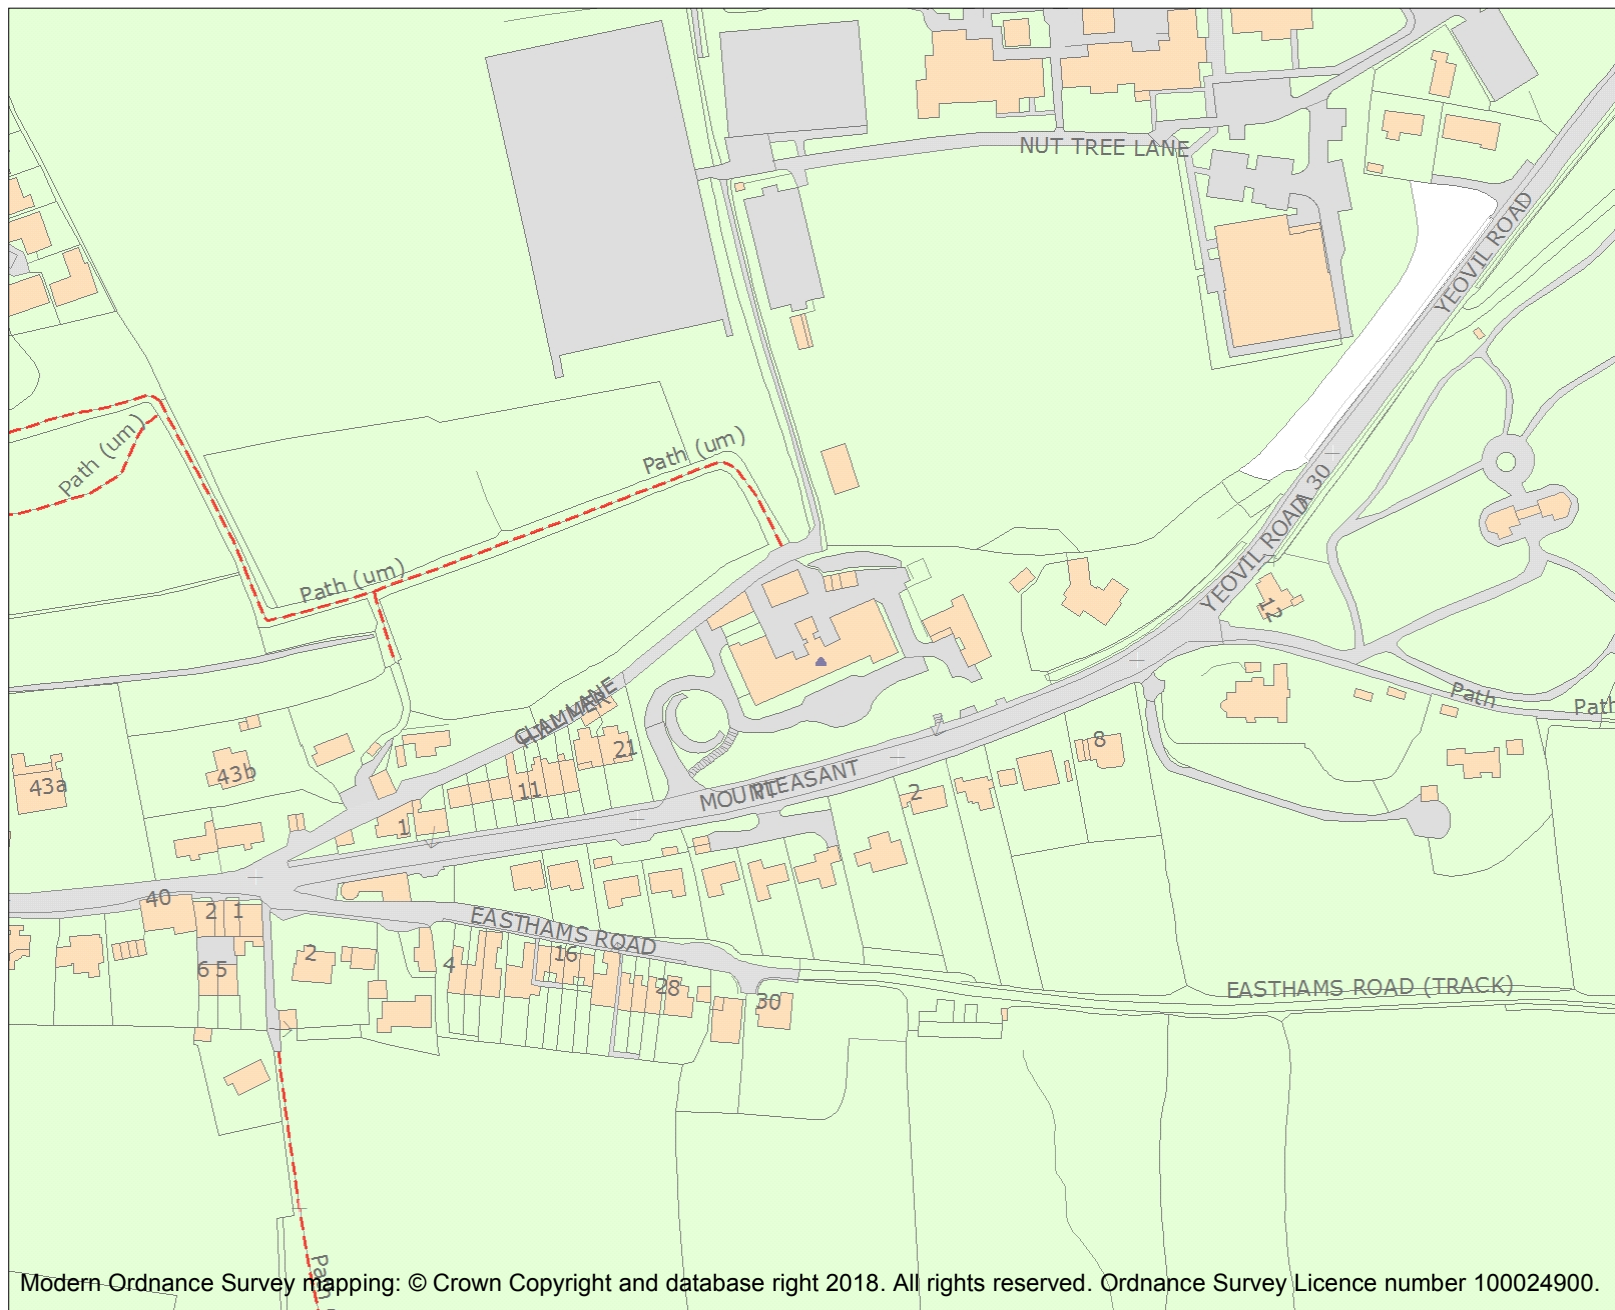 NUT TREE LANE
YEOVIL ROAD
Path (um)
Path (um)
Path (um)
A 30
YEOVIL ROAD
12
Path
Path
LANE
21
8
43a
43b
11
MOUNT PLEASANT
2
1
40
2 1
EASTHAMS ROAD
2
4
16
6 5
28
30
EASTHAMS ROAD (TRACK)
Path
Modern Ordnance Survey mapping: © Crown Copyright and database right 2018. All rights reserved. Ordnance Survey Licence number 100024900.